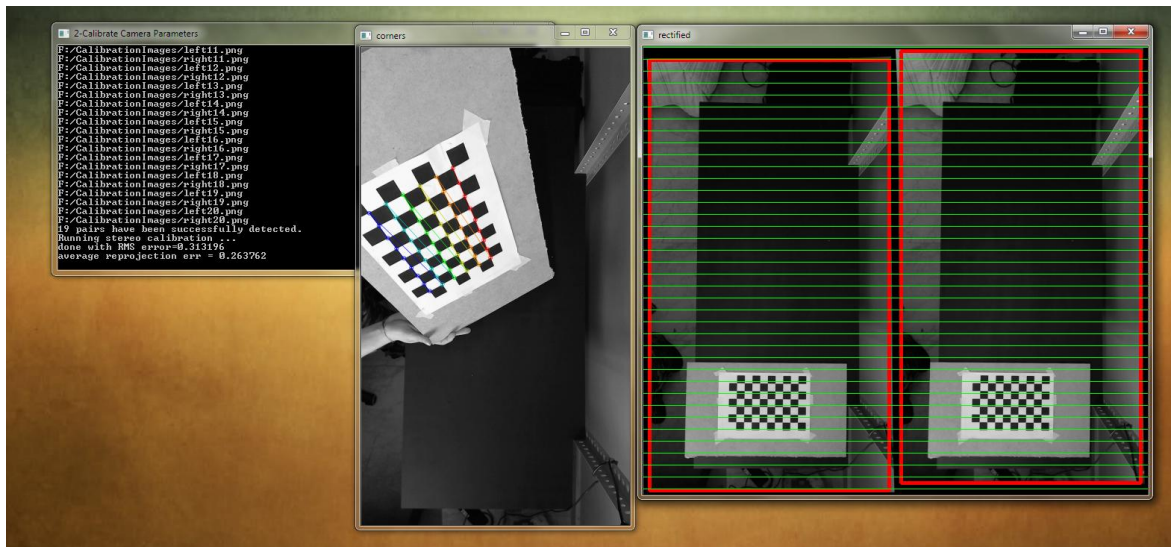 2-Calibrate Camera Parameters
F:/CalibrationImages/left11.png
F:/CalibrationImages/right11.png
F:/CalibrationImages/left12.png
F:/CalibrationImages/right12.png
F:/CalibrationImages/left13.png
F:/CalibrationImages/right13.png
F:/CalibrationImages/left14.png
F:/CalibrationImages/right14.png
F:/CalibrationImages/left15.png
F:/CalibrationImages/right15.png
F:/CalibrationImages/left16.png
F:/CalibrationImages/right16.png
F:/CalibrationImages/left17.png
F:/CalibrationImages/right17.png
F:/CalibrationImages/left18.png
F:/CalibrationImages/right18.png
F:/CalibrationImages/left19.png
F:/CalibrationImages/right19.png
F:/CalibrationImages/left20.png
F:/CalibrationImages/right20.png
19 pairs have been successfully detected.
Running stereo calibration ...
done with RMS error=0.313196
average reprojection err = 0.263762
corners
rectified